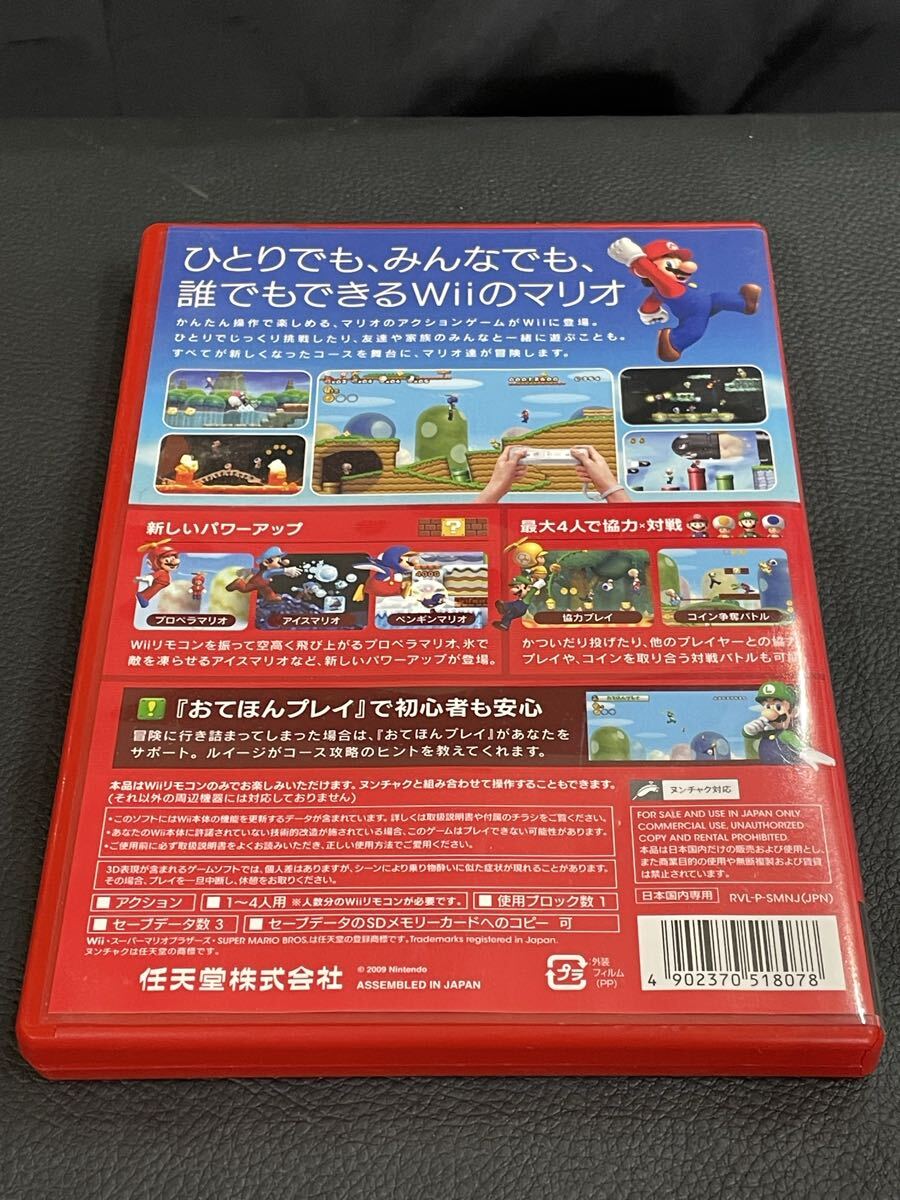 ひとりでも、みんなでも、
誰でもできるWiiのマリオ
かんたん操作で楽しめる、マリオのアクションゲームがWiiに登場。
ひとりでじっくり挑戦したり、友達や家族のみんなと一緒に遊ぶことも。
すべてが新しくなったコースを舞台に、マリオ達が冒険します。
新しいパワーアップ
プロペラマリオ
アイスマリオ
ペンギンマリオ
Wiiリモコンを振って空高く飛び上がるプロペラマリオ、氷で
敵を凍らせるアイスマリオなど、新しいパワーアップが登場。
最大4人で協力×対戦
協力プレイ
コイン争奪バトル
かついだり投げたり、他のプレイヤーとの協力
プレイや、コインを取り合う対戦バトルも可能
『おてほんプレイ』で初心者も安心
冒険に行き詰まってしまった場合は、『おてほんプレイ』があなたを
サポート。ルイージがコース攻略のヒントを教えてくれます。
おてほんプレイ
本品はWiiリモコンのみでお楽しみいただけます。ヌンチャクと組み合わせて操作することもできます。
(それ以外の周辺機器には対応しておりません)
•このソフトにはWii本体の機能を更新するデータが含まれています。詳しくは取扱説明書や付属のチラシをご覧ください。
•あなたのWii本体に許諾されていない技術的改造が施されている場合、このゲームはプレイできない可能性があります。
•ご使用前に必ず取扱説明書をよくお読みいただき、正しい使用方法でご愛用ください。
3D表現が含まれるゲームソフトでは、個人差はありますが、シーンにより乗り物酔いに似た症状が現れることがあります。
その場合、プレイを一旦中断し、休憩をお取りください。
■ アクション
■ 1〜4人用 ※人数分のWiiリモコンが必要です。
■ 使用ブロック数 1
■ セーブデータ数 3
■ セーブデータのSDメモリーカードへのコピー 可
Wii・スーパーマリオブラザーズ・SUPER MARIO BROS.は任天堂の登録商標です。Trademarks registered in Japan.
ヌンチャクは任天堂の商標です。
任天堂株式会社
© 2009 Nintendo
ASSEMBLED IN JAPAN
プラ
外装
フィルム
(PP)
ヌンチャク対応
FOR SALE AND USE IN JAPAN ONLY.
COMMERCIAL USE, UNAUTHORIZED
COPY AND RENTAL PROHIBITED.
本品は日本国内だけの販売および使用とし、
また商業目的の使用や無断複製および賃貸
は禁止されています。
日本国内専用
RVL-P-SMNJ(JPN)
4 902370 518078